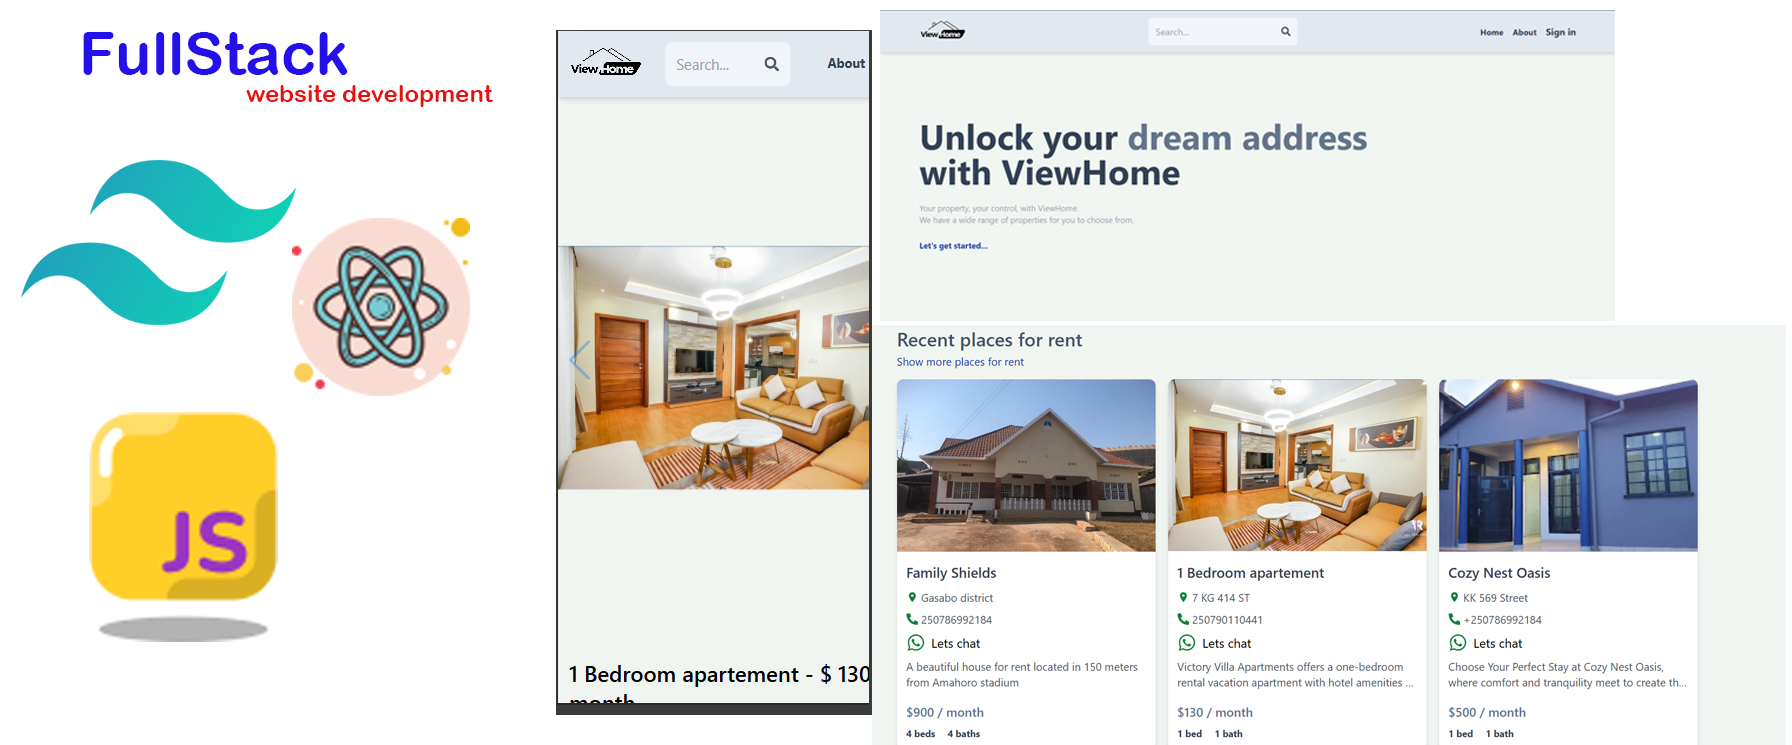 FullStack
website development
JS
View Home
Search...
About
1 Bedroom apartement - $ 130
month
View Home
Search...
Home About Sign in
Unlock your dream address
with ViewHome
Your property, your control, with ViewHome.
We have a wide range of properties for you to choose from.
Let's get started...
Recent places for rent
Show more places for rent
Family Shields
Gasabo district
250786992184
Lets chat
A beautiful house for rent located in 150 meters
from Amahoro stadium
$900 / month
4 beds 4 baths
1 Bedroom apartement
7 KG 414 ST
250790110441
Lets chat
Victory Villa Apartments offers a one-bedroom
rental vacation apartment with hotel amenities ...
$130 / month
1 bed 1 bath
Cozy Nest Oasis
KK 569 Street
+250786992184
Lets chat
Choose Your Perfect Stay at Cozy Nest Oasis,
where comfort and tranquility meet to create th...
$500 / month
1 bed 1 bath